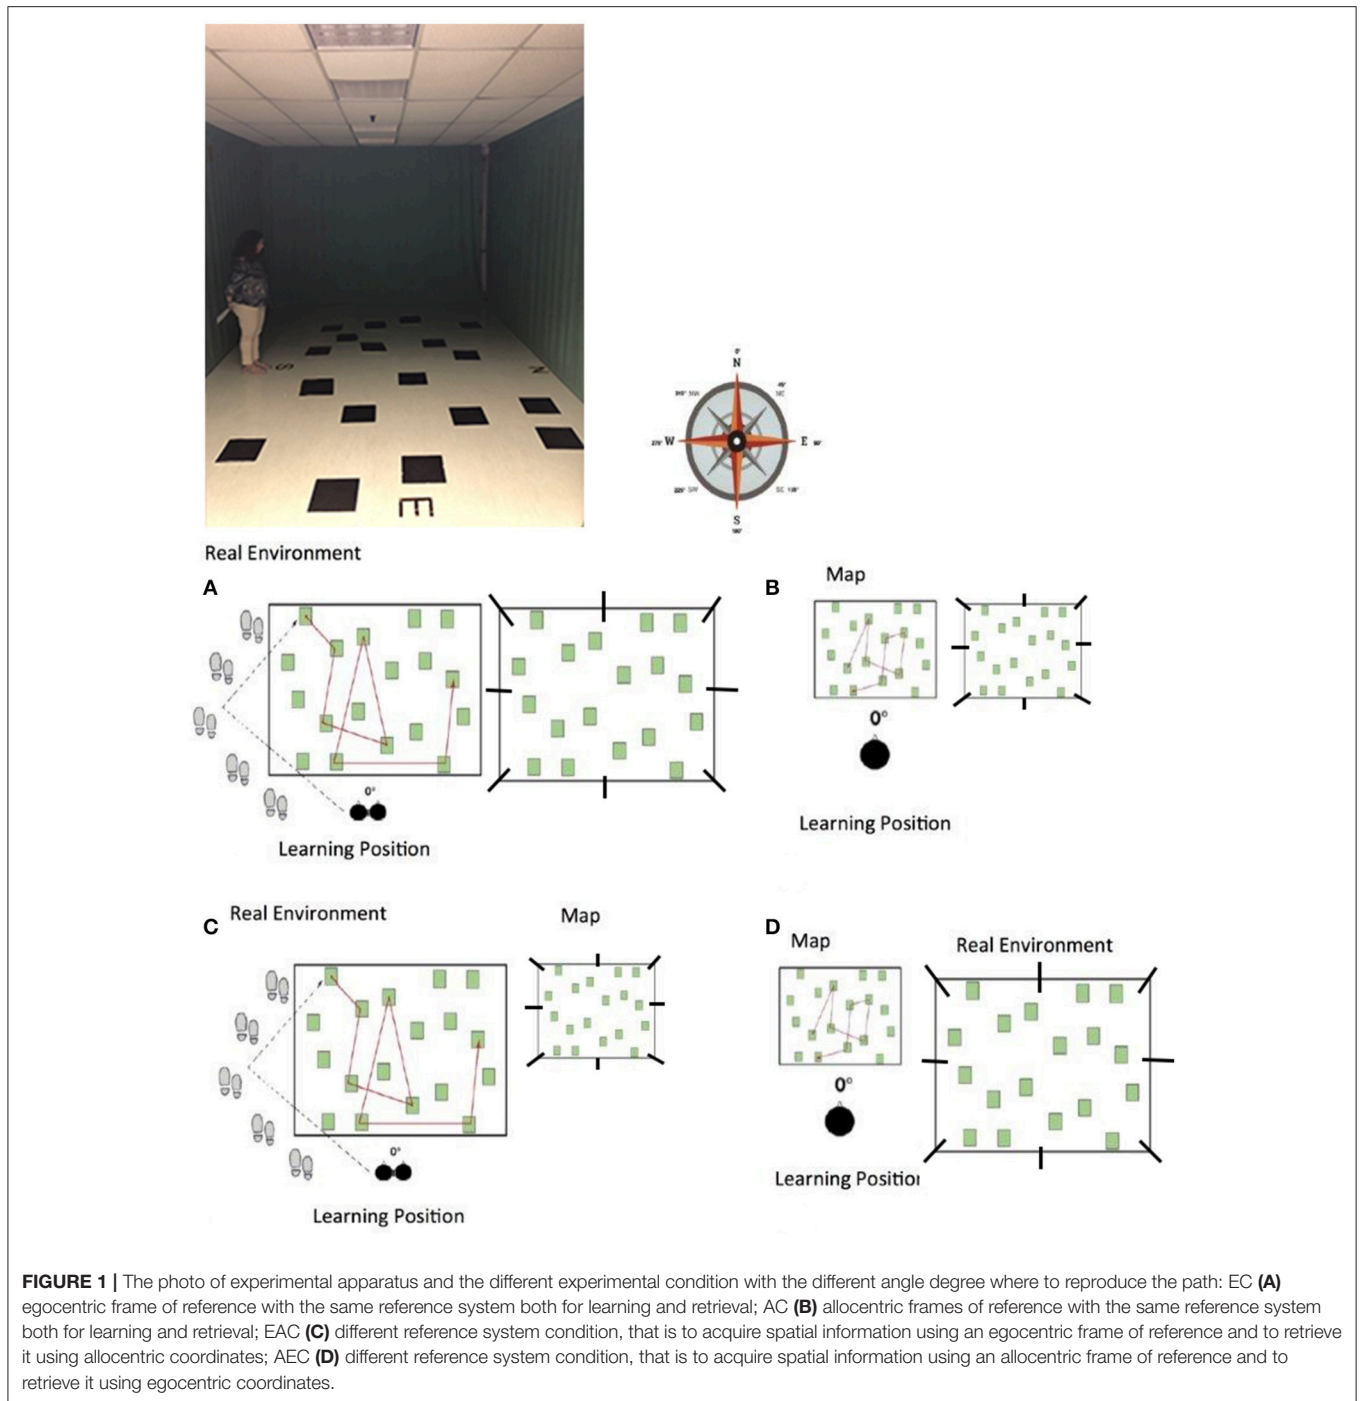 S
N
E
0°
N
45°
NE
W
E 90°
S
180°
Real Environment
A
0°
Learning Position
B
Map
0°
Learning Position
C
Real Environment
Map
0°
Learning Position
D
Map
Real Environment
0°
Learning Position
FIGURE 1 | The photo of experimental apparatus and the different experimental condition with the different angle degree where to reproduce the path: EC (A)
egocentric frame of reference with the same reference system both for learning and retrieval; AC (B) allocentric frames of reference with the same reference system
both for learning and retrieval; EAC (C) different reference system condition, that is to acquire spatial information using an egocentric frame of reference and to retrieve
it using allocentric coordinates; AEC (D) different reference system condition, that is to acquire spatial information using an allocentric frame of reference and to
retrieve it using egocentric coordinates.